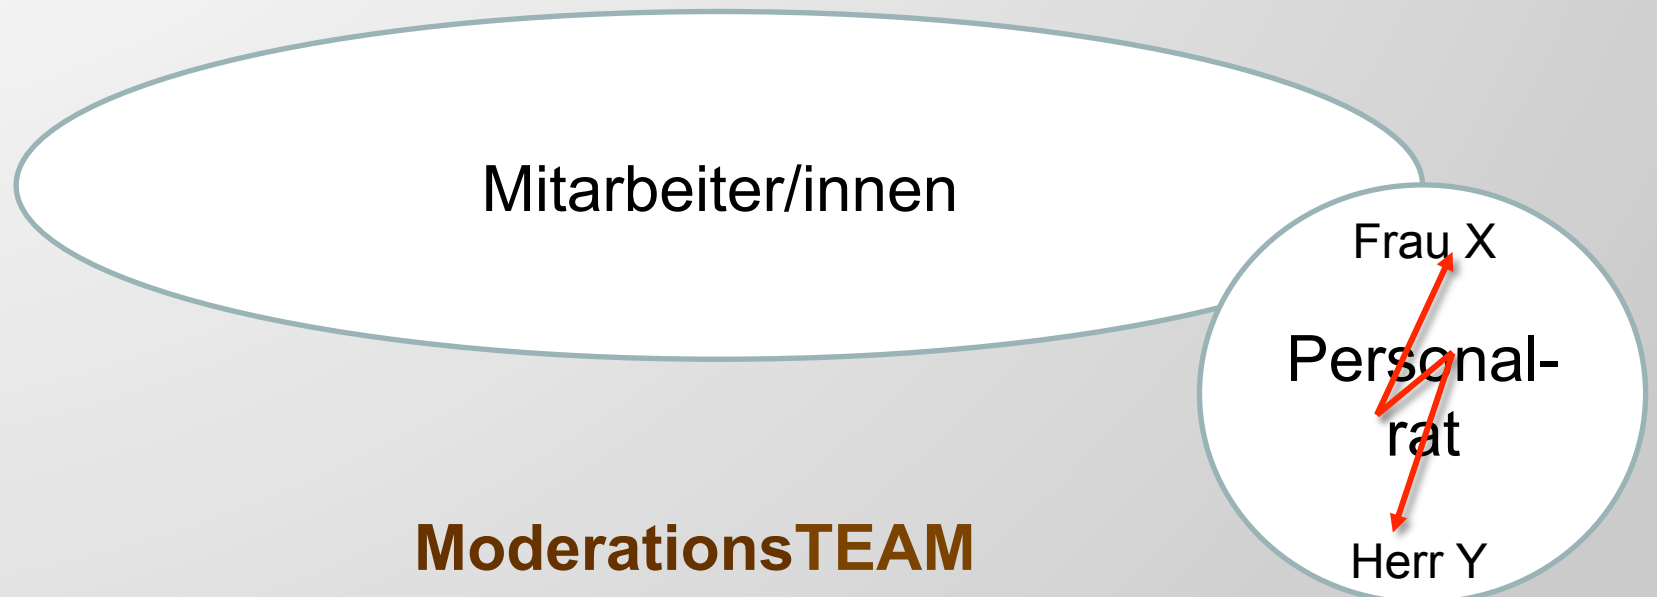 Mitarbeiter/innen
Frau X
Personal-
rat
ModerationsTEAM
Herr Y